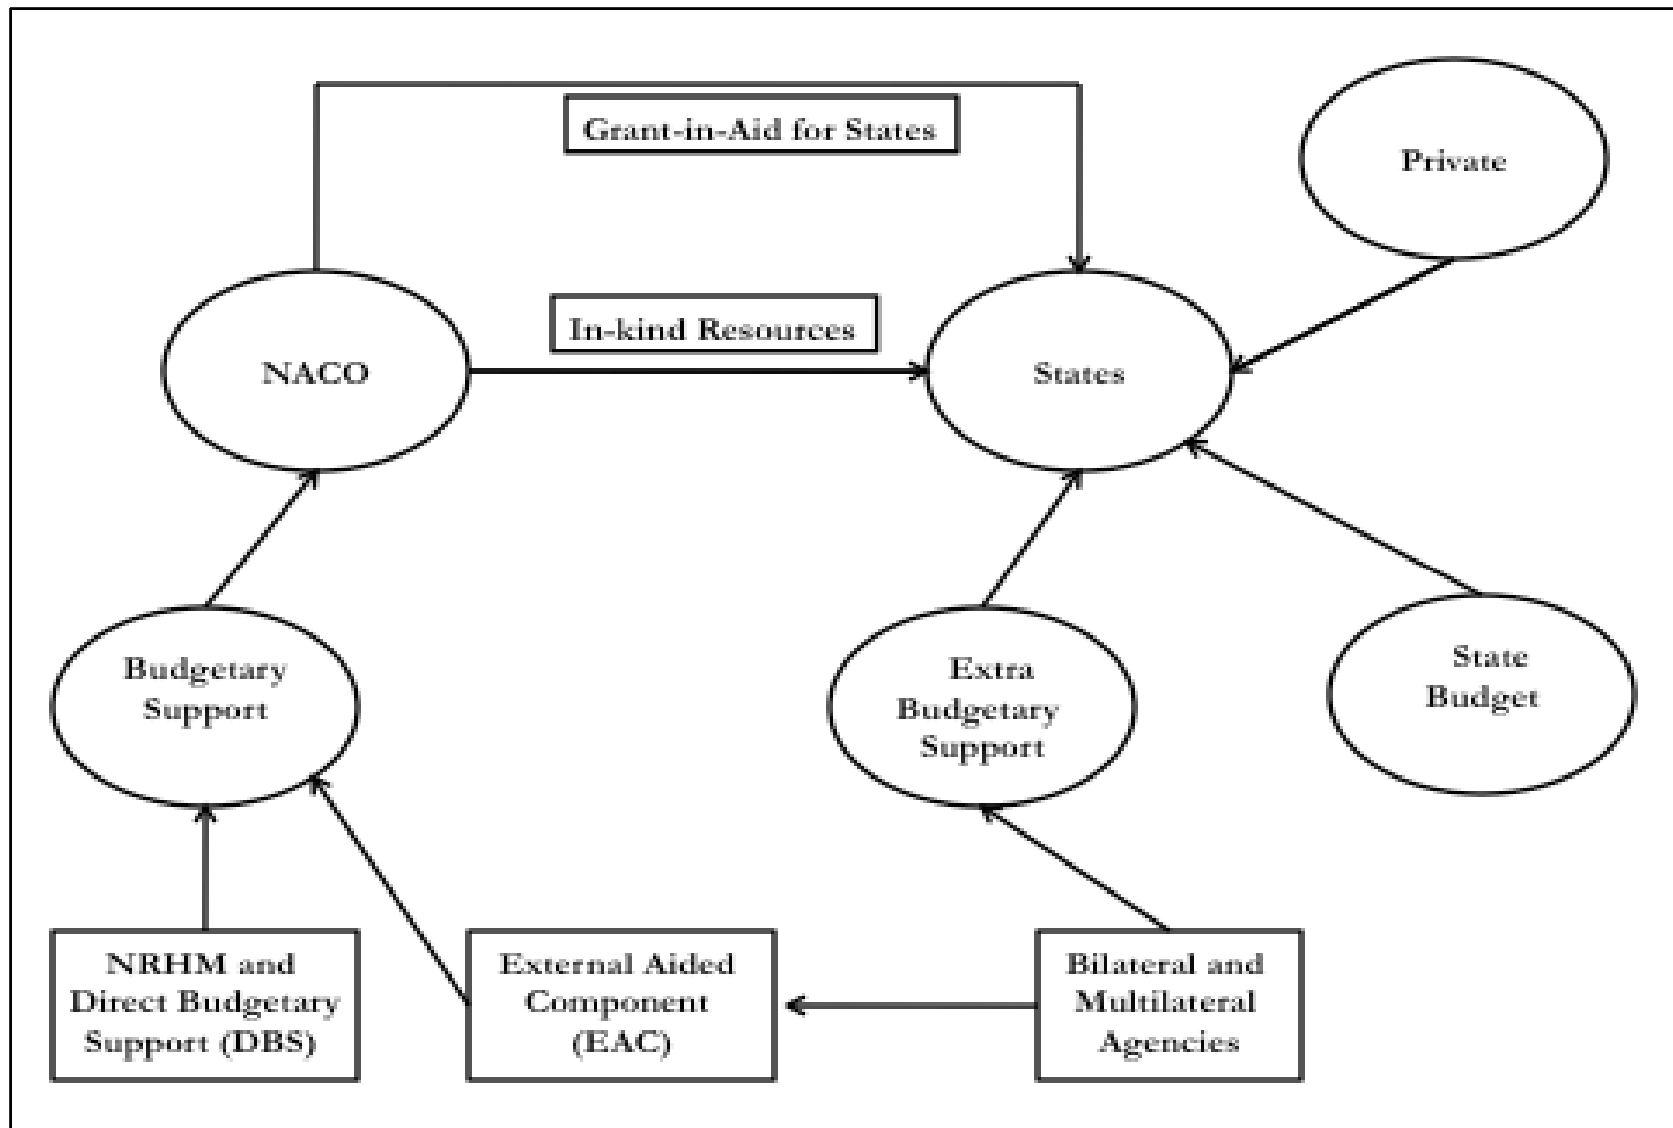 Grant-in-Aid for States
Private
In-kind Resources
NACO
States
Budgetary
Support
Extra
Budgetary
Support
State
Budget
NRHM and
Direct Budgetary
Support (DBS)
External Aided
Component
(EAC)
Bilateral and
Multilateral
Agencies